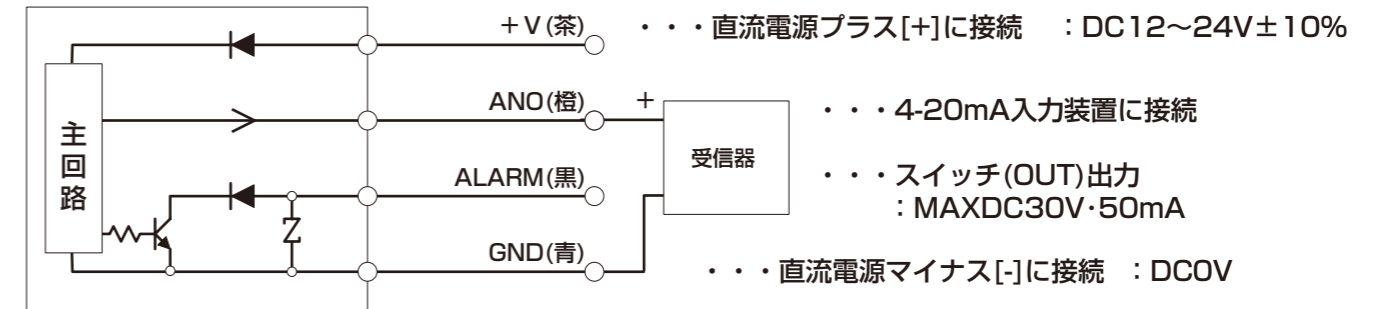 +V(茶) ・・・直流電源プラス[+]に接続 :DC12〜24V±10%
ANO(橙) + ・・・4-20mA入力装置に接続
主回路
受信器
ALARM(黒) ・・・スイッチ(OUT)出力
:MAXDC30V·50mA
GND(青) ・・・直流電源マイナス[-]に接続 :DC0V